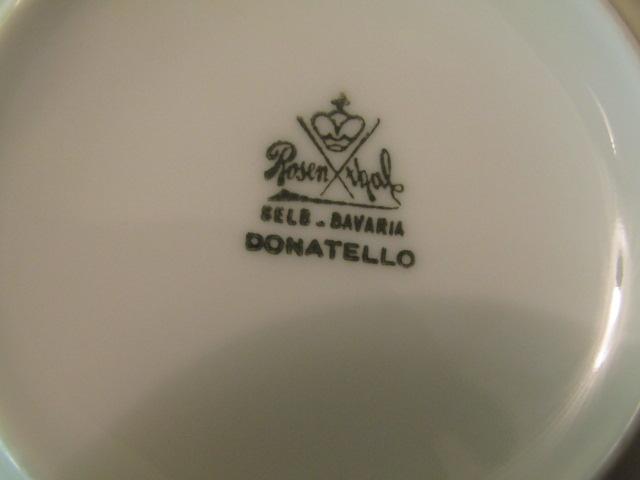 Rosenthal
SELB - BAVARIA
DONATELLO